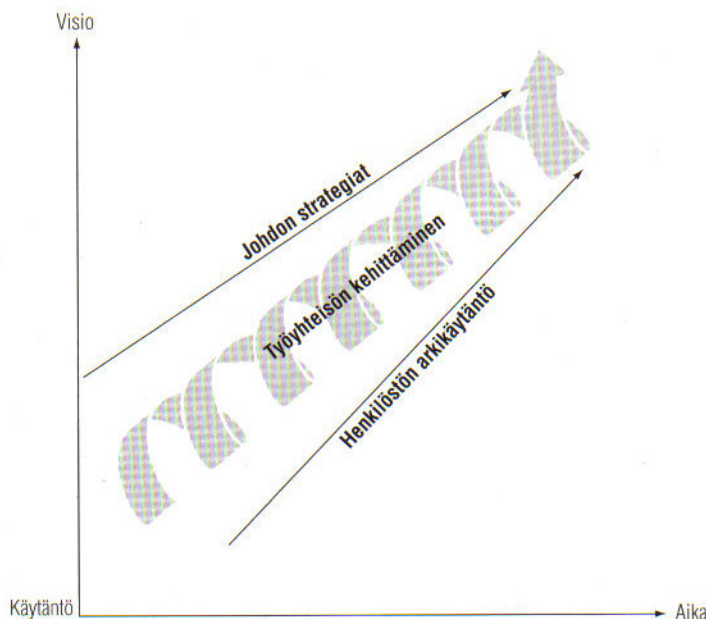 Visio
Johdon strategiat
Työyhteisön kehittäminen
Henkilöstön arkikäytäntö
Käytäntö
Aika